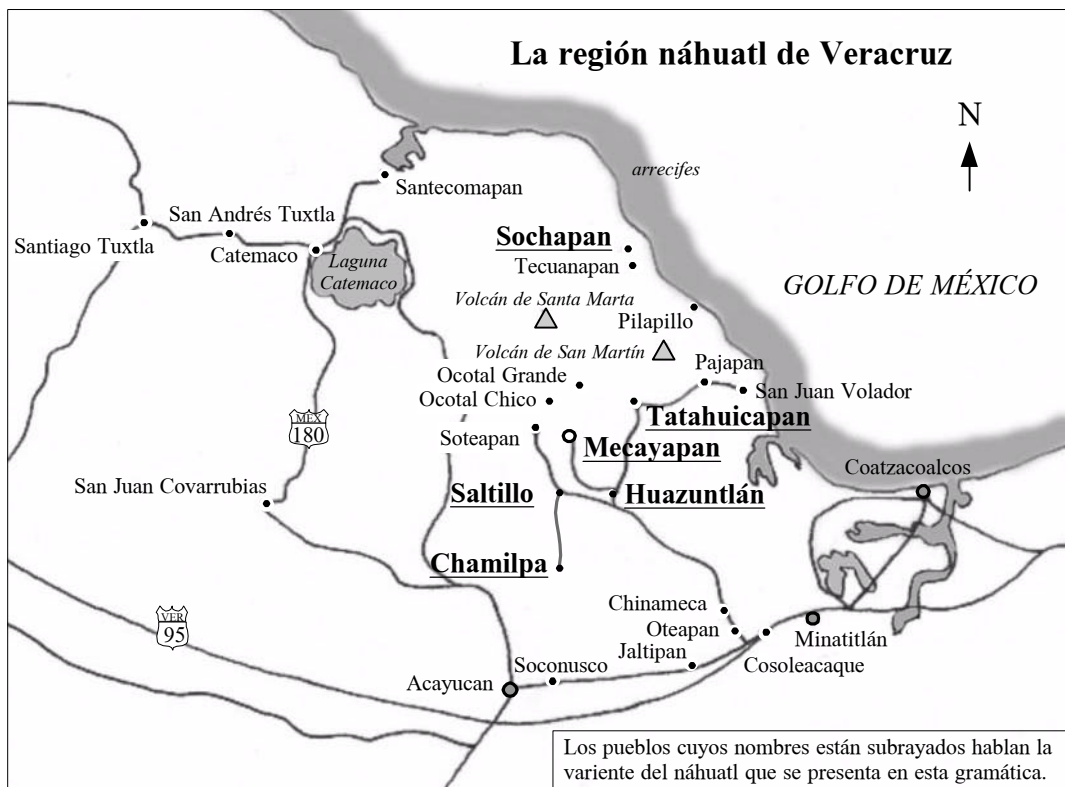 La región náhuatl de Veracruz
N
arrecifes
Santecomapan
San Andrés Tuxtla
Santiago Tuxtla
Catemaco
Laguna
Catemaco
Sochapan
Tecuanapan
GOLFO DE MÉXICO
Volcán de Santa Marta
Pilapillo
Volcán de San Martín
Pajapan
Ocotal Grande
San Juan Volador
Ocotal Chico
Tatahuicapan
MEX
180
Soteapan
Mecayapan
Coatzacoalcos
San Juan Covarrubias
Saltillo
Huazuntlán
Chamilpa
VER
95
Chinameca
Oteapan
Minatitlán
Jaltipan
Cosoleacaque
Soconusco
Acayucan
Los pueblos cuyos nombres están subrayados hablan la
variente del náhuatl que se presenta en esta gramática.